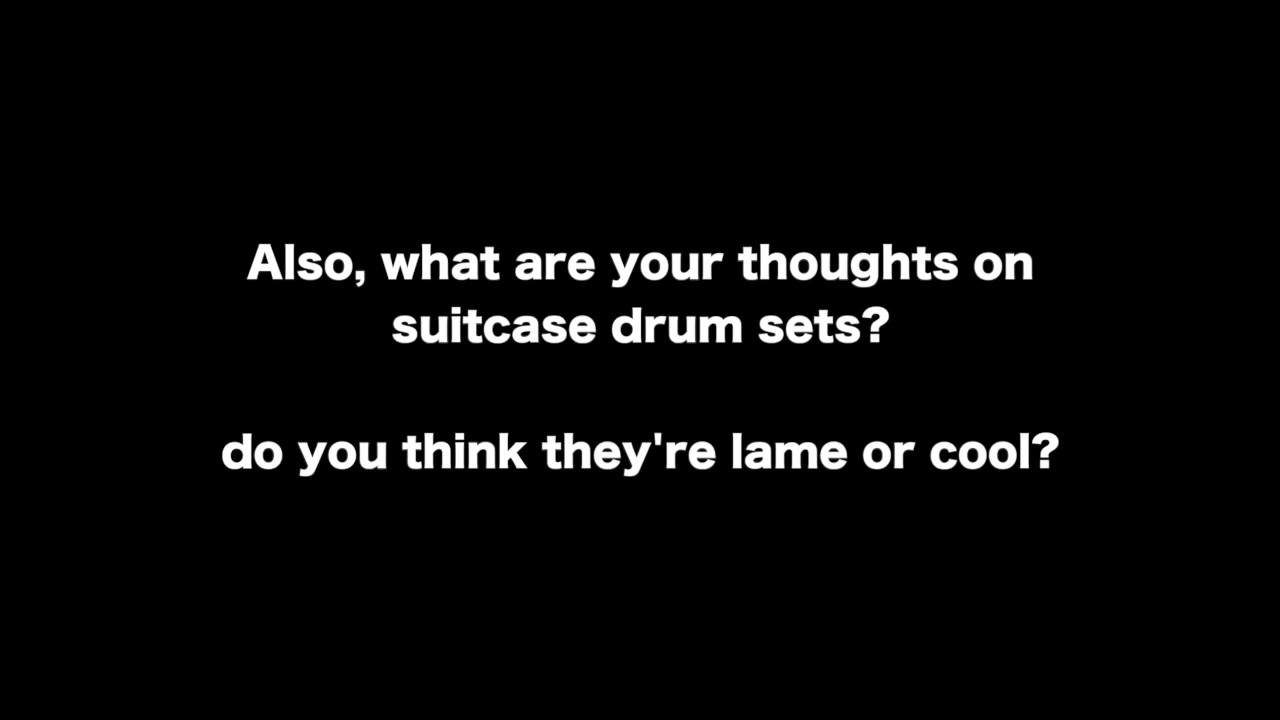 Also, what are your thoughts on
suitcase drum sets?
do you think they're lame or cool?